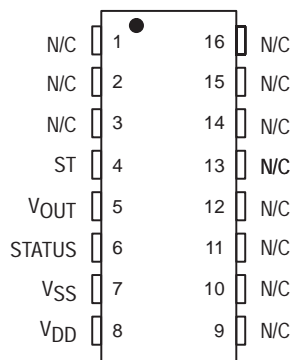 N/C 1 16 N/C
N/C 2 15 N/C
N/C 3 14 N/C
ST 4 13 N/C
VOUT 5 12 N/C
STATUS 6 11 N/C
VSS 7 10 N/C
VDD 8 9 N/C